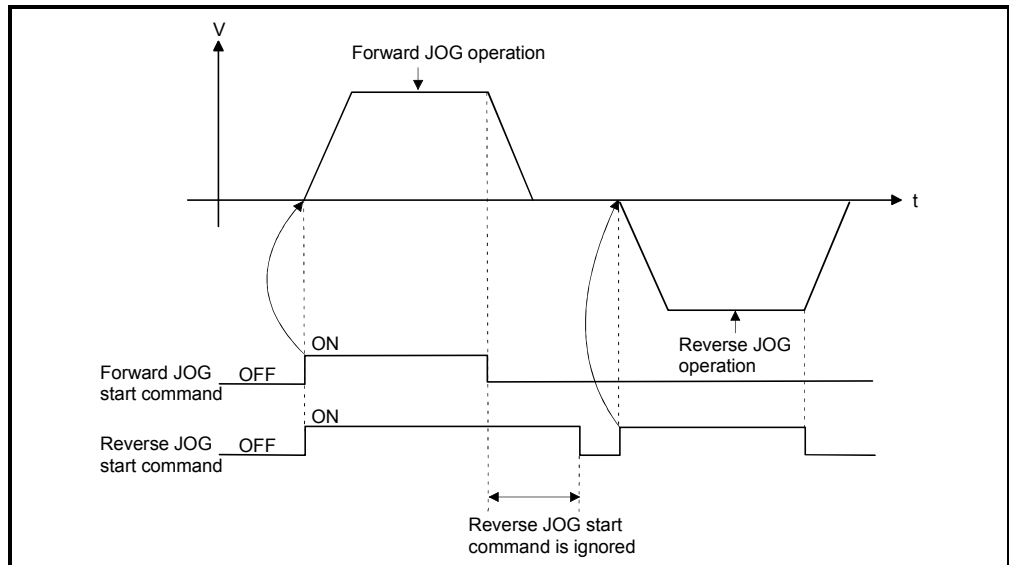 V
Forward JOG operation
t
ON
Reverse JOG
operation
Forward JOG
start command
OFF
ON
Reverse JOG
start command
OFF
Reverse JOG start
command is ignored